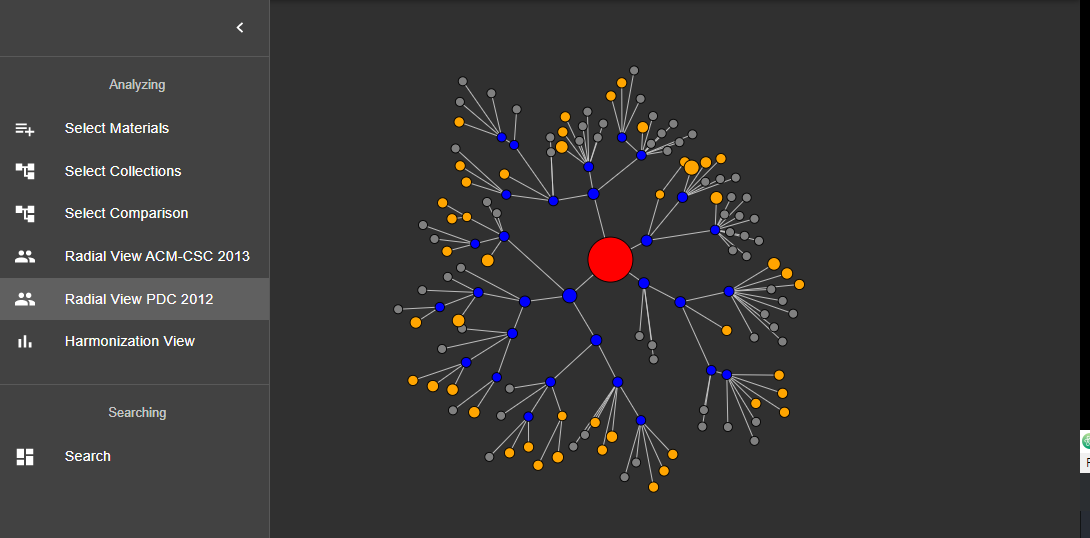 Analyzing
Select Materials
Select Collections
Select Comparison
Radial View ACM-CSC 2013
Radial View PDC 2012
Harmonization View
Searching
Search